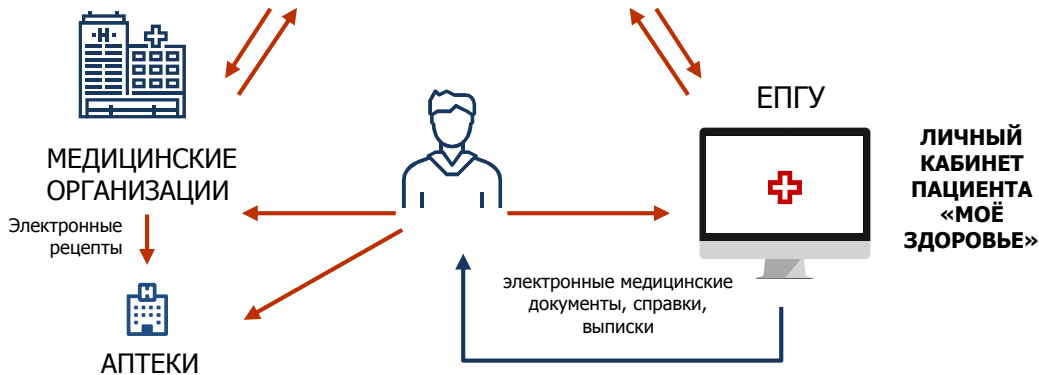 ЕПГУ
МЕДИЦИНСКИЕ
ОРГАНИЗАЦИИ
ЛИЧНЫЙ
КАБИНЕТ
ПАЦИЕНТА
«МОЁ
ЗДОРОВЬЕ»
Электронные
рецепты
электронные медицинские
документы, справки,
выписки
АПТЕКИ